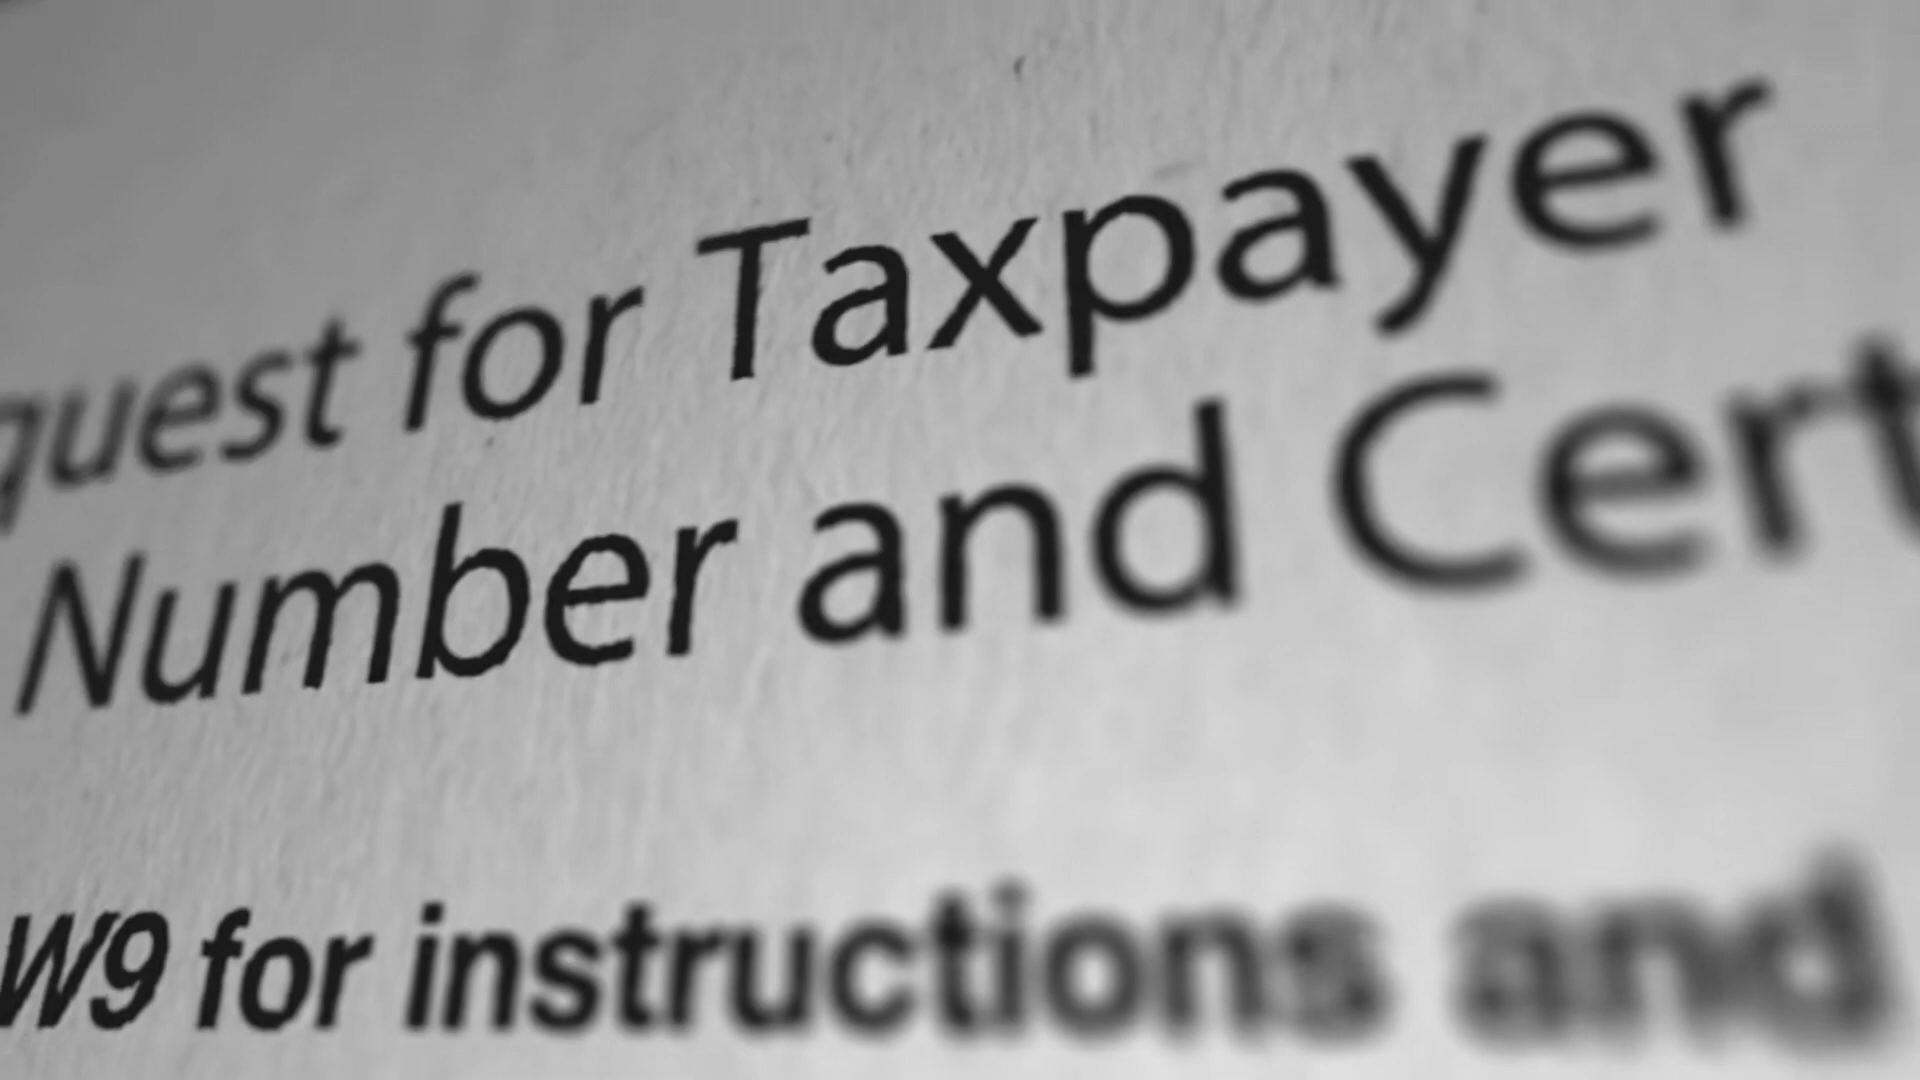 quest for Taxpayer
Number and Cert
W9 for instructions and